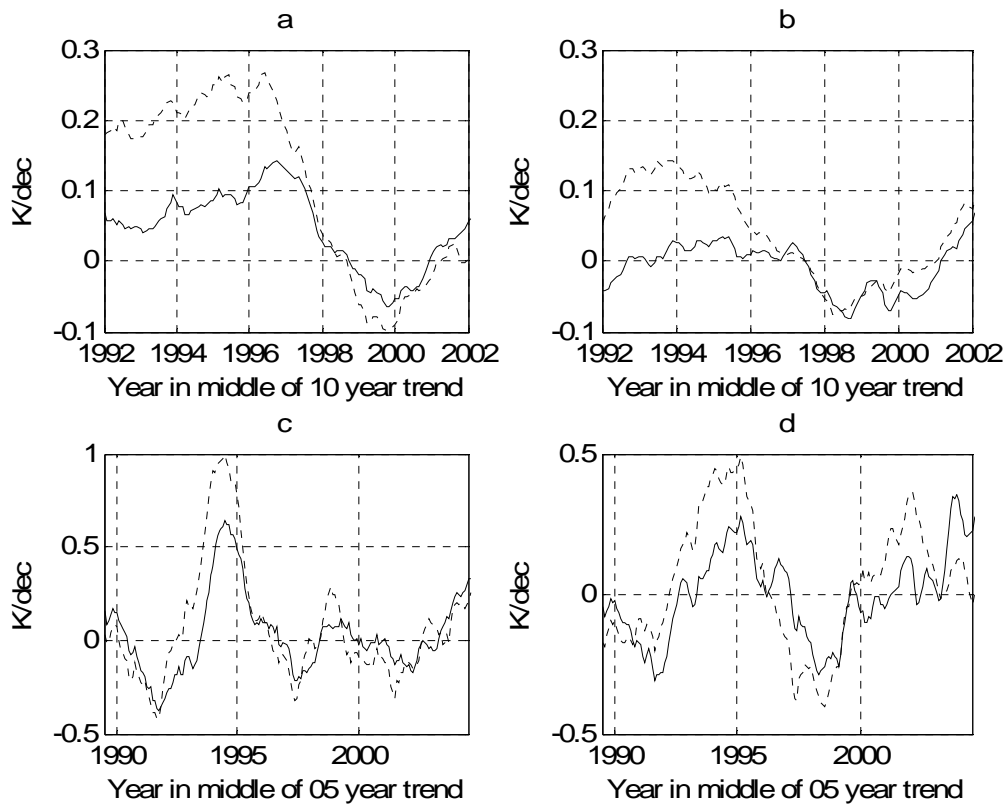 a
0.3
0.2
0.1
0
-0.1
K/dec
1992 1994 1996 1998 2000 2002
Year in middle of 10 year trend
b
0.3
0.2
0.1
0
-0.1
K/dec
1992 1994 1996 1998 2000 2002
Year in middle of 10 year trend
c
1
0.5
0
-0.5
K/dec
1990 1995 2000
Year in middle of 05 year trend
d
0.5
0
-0.5
K/dec
1990 1995 2000
Year in middle of 05 year trend